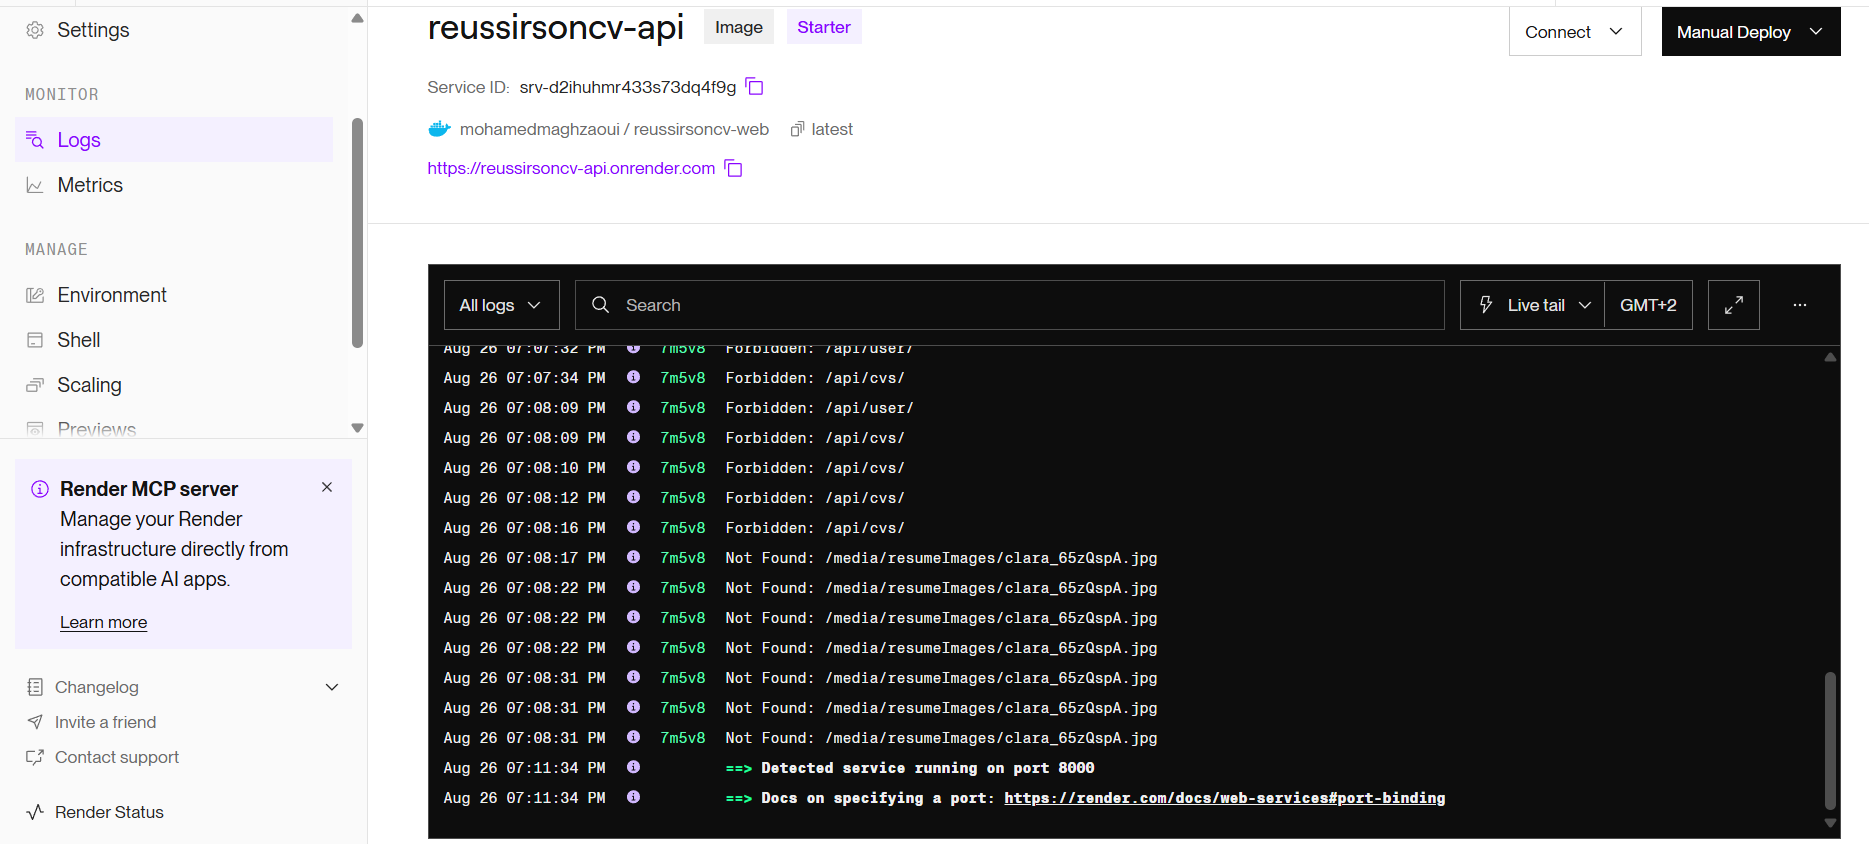 Settings
MONITOR
Logs
Metrics
MANAGE
Environment
Shell
Scaling
Previews
Render MCP server
Manage your Render
infrastructure directly from
compatible AI apps.
Learn more
Changelog
Invite a friend
Contact support
Render Status
reussirsoncv-api Image Starter
Connect Manual Deploy
Service ID: srv-d2ihuhmr433s73dq4f9g
mohamedmaghzaoui / reussirsoncv-web latest
https://reussirsoncv-api.onrender.com
All logs Search Live tail GMT+2
Aug 26 07:07:32 PM 7m5v8 Forbidden: /api/user/
Aug 26 07:07:34 PM 7m5v8 Forbidden: /api/cvs/
Aug 26 07:08:09 PM 7m5v8 Forbidden: /api/user/
Aug 26 07:08:09 PM 7m5v8 Forbidden: /api/cvs/
Aug 26 07:08:10 PM 7m5v8 Forbidden: /api/cvs/
Aug 26 07:08:12 PM 7m5v8 Forbidden: /api/cvs/
Aug 26 07:08:16 PM 7m5v8 Forbidden: /api/cvs/
Aug 26 07:08:17 PM 7m5v8 Not Found: /media/resumeImages/clara_65zQspA.jpg
Aug 26 07:08:22 PM 7m5v8 Not Found: /media/resumeImages/clara_65zQspA.jpg
Aug 26 07:08:22 PM 7m5v8 Not Found: /media/resumeImages/clara_65zQspA.jpg
Aug 26 07:08:22 PM 7m5v8 Not Found: /media/resumeImages/clara_65zQspA.jpg
Aug 26 07:08:31 PM 7m5v8 Not Found: /media/resumeImages/clara_65zQspA.jpg
Aug 26 07:08:31 PM 7m5v8 Not Found: /media/resumeImages/clara_65zQspA.jpg
Aug 26 07:08:31 PM 7m5v8 Not Found: /media/resumeImages/clara_65zQspA.jpg
Aug 26 07:11:34 PM ==> Detected service running on port 8000
Aug 26 07:11:34 PM ==> Docs on specifying a port: https://render.com/docs/web-services#port-binding